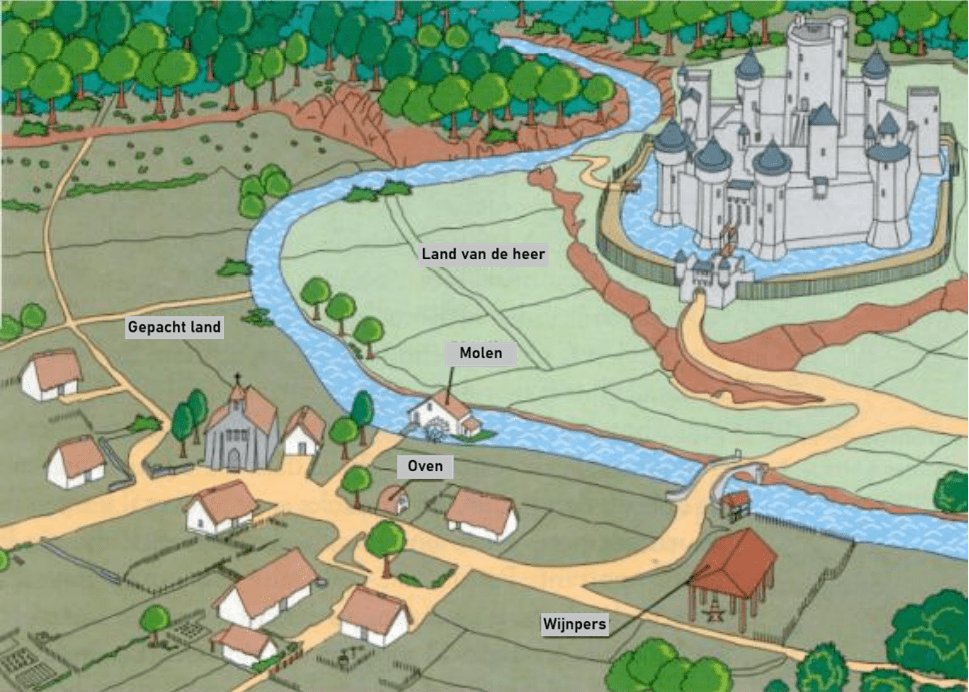 Land van de heer
Gepacht land
Molen
Oven
Wijnpers